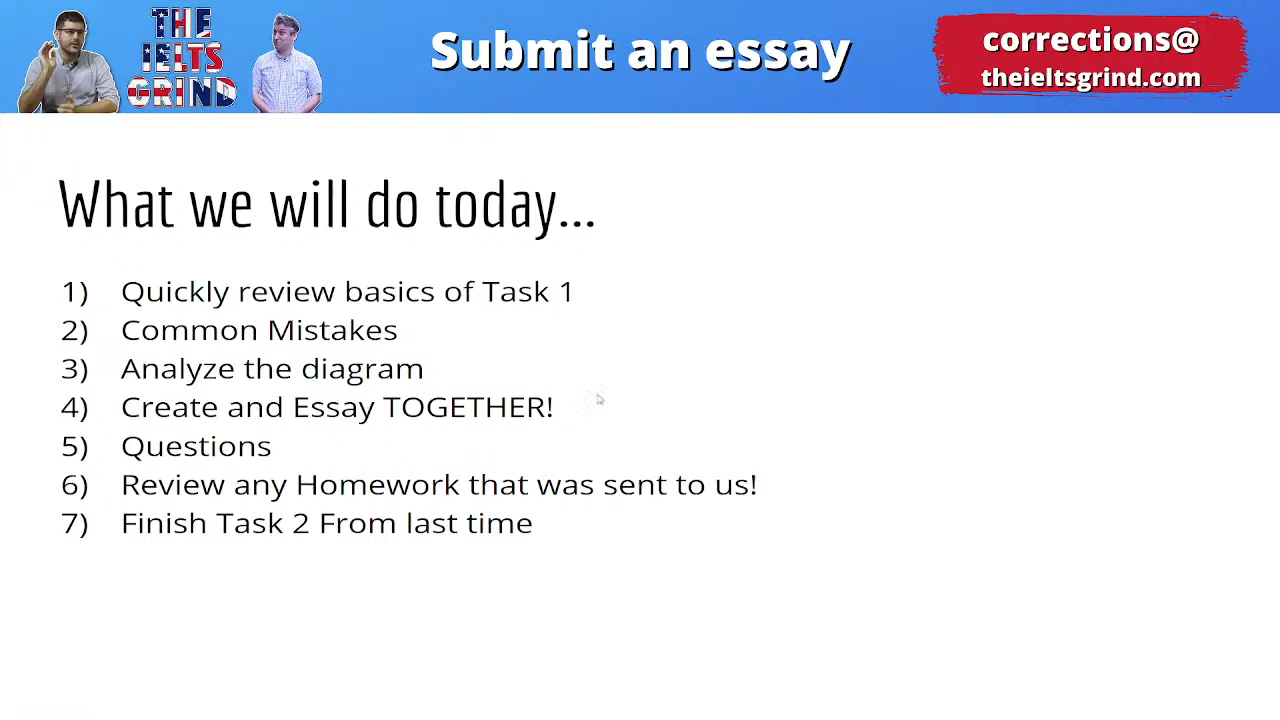 THE
IELTS
GRIND
Submit an essay
corrections@
theieltsgrind.com
What we will do today...
1) Quickly review basics of Task 1
2) Common Mistakes
3) Analyze the diagram
4) Create and Essay TOGETHER!
5) Questions
6) Review any Homework that was sent to us!
7) Finish Task 2 From last time